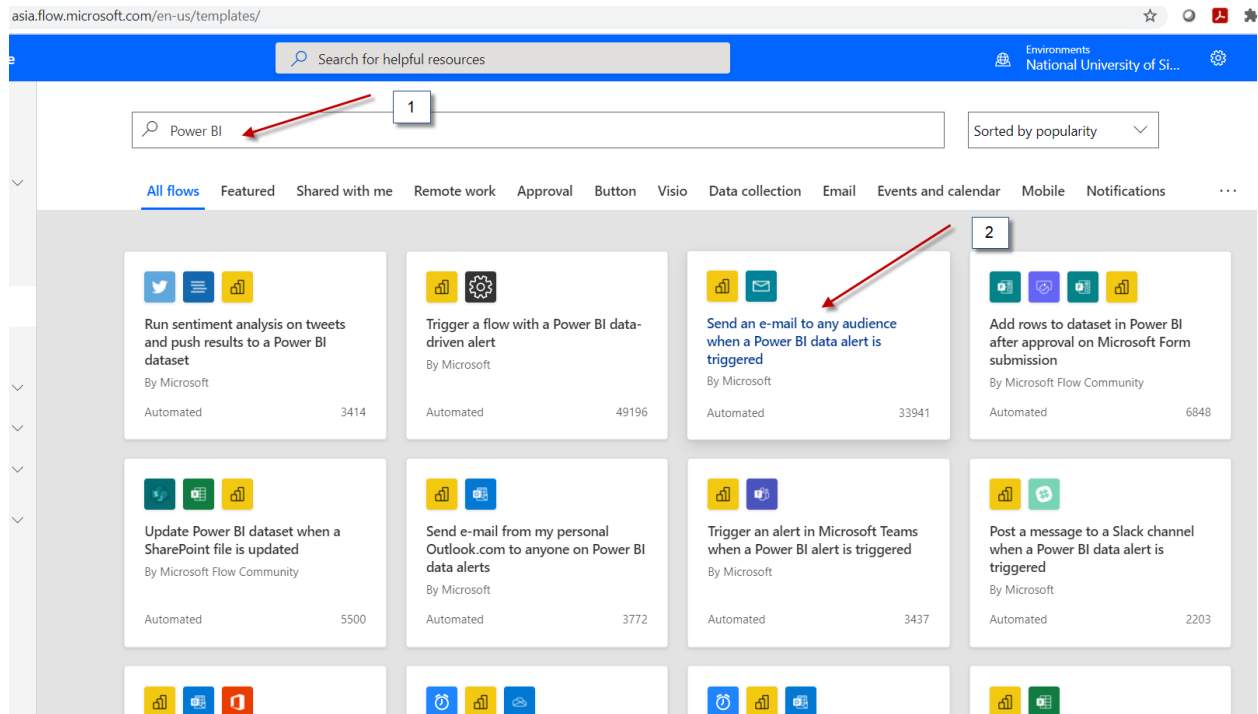 asia.flow.microsoft.com/en-us/templates/
e
Search for helpful resources
Environments
National University of Si...
1
Power BI
Sorted by popularity
All flows Featured Shared with me Remote work Approval Button Visio Data collection Email Events and calendar Mobile Notifications ...
2
Run sentiment analysis on tweets
and push results to a Power BI
dataset
By Microsoft
Automated 3414
Trigger a flow with a Power BI data-
driven alert
By Microsoft
Automated 49196
Send an e-mail to any audience
when a Power BI data alert is
triggered
By Microsoft
Automated 33941
Add rows to dataset in Power BI
after approval on Microsoft Form
submission
By Microsoft Flow Community
Automated 6848
Update Power BI dataset when a
SharePoint file is updated
By Microsoft Flow Community
Automated 5500
Send e-mail from my personal
Outlook.com to anyone on Power BI
data alerts
By Microsoft
Automated 3772
Trigger an alert in Microsoft Teams
when a Power BI alert is triggered
By Microsoft
Automated 3437
Post a message to a Slack channel
when a Power BI data alert is
triggered
By Microsoft
Automated 2203